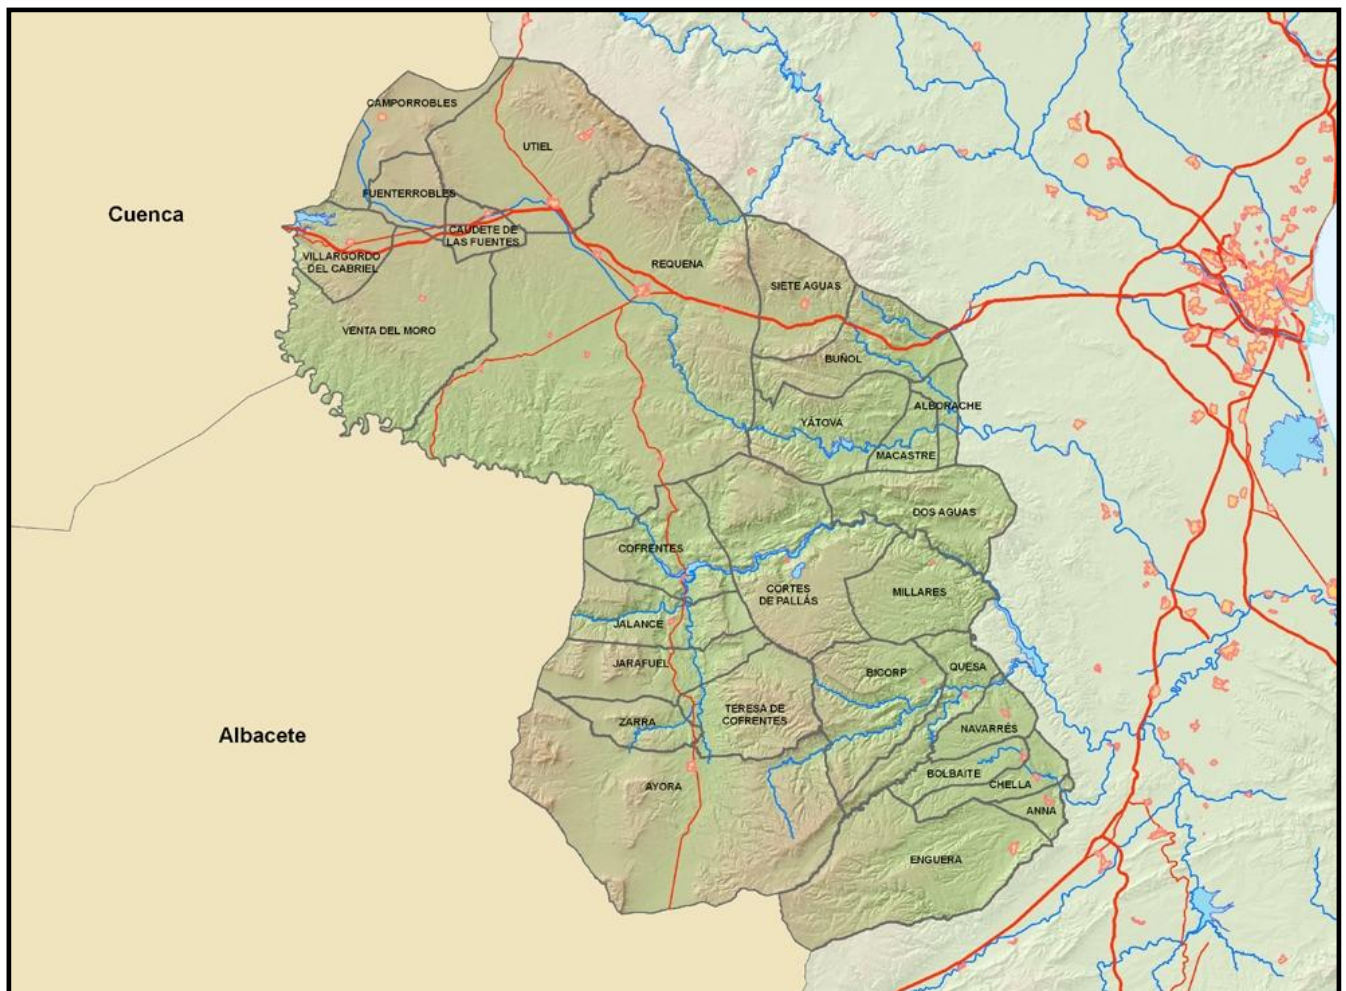 CAMPORROBLES
UTIEL
FUENTERROBLES
Cuenca
CAUDETE DE
LAS FUENTES
VILLARGORDO
DEL CABRIEL
REQUENA
SIETE AGUAS
VENTA DEL MORO
BUÑOL
ALBORACHE
YÁTOVA
MACASTRE
DOS AGUAS
COFRENTES
CORTES
DE PALLÁS
MILLARES
JALANCE
JARAFUEL
BICORP
QUESA
TERESA DE
COFRENTES
ZARRA
NAVARRÉS
Albacete
BOLBAITE
CHELLA
AYORA
ANNA
ENGUERA